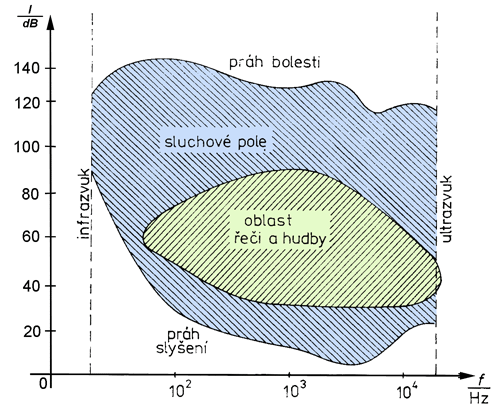 I
dB
140
120
100
80
60
40
20
0
práh bolesti
sluchové pole
infrazvuk
ultrazvuk
oblast
řeči a hudby
práh
slyšení
10²
10³
10⁴
f
Hz